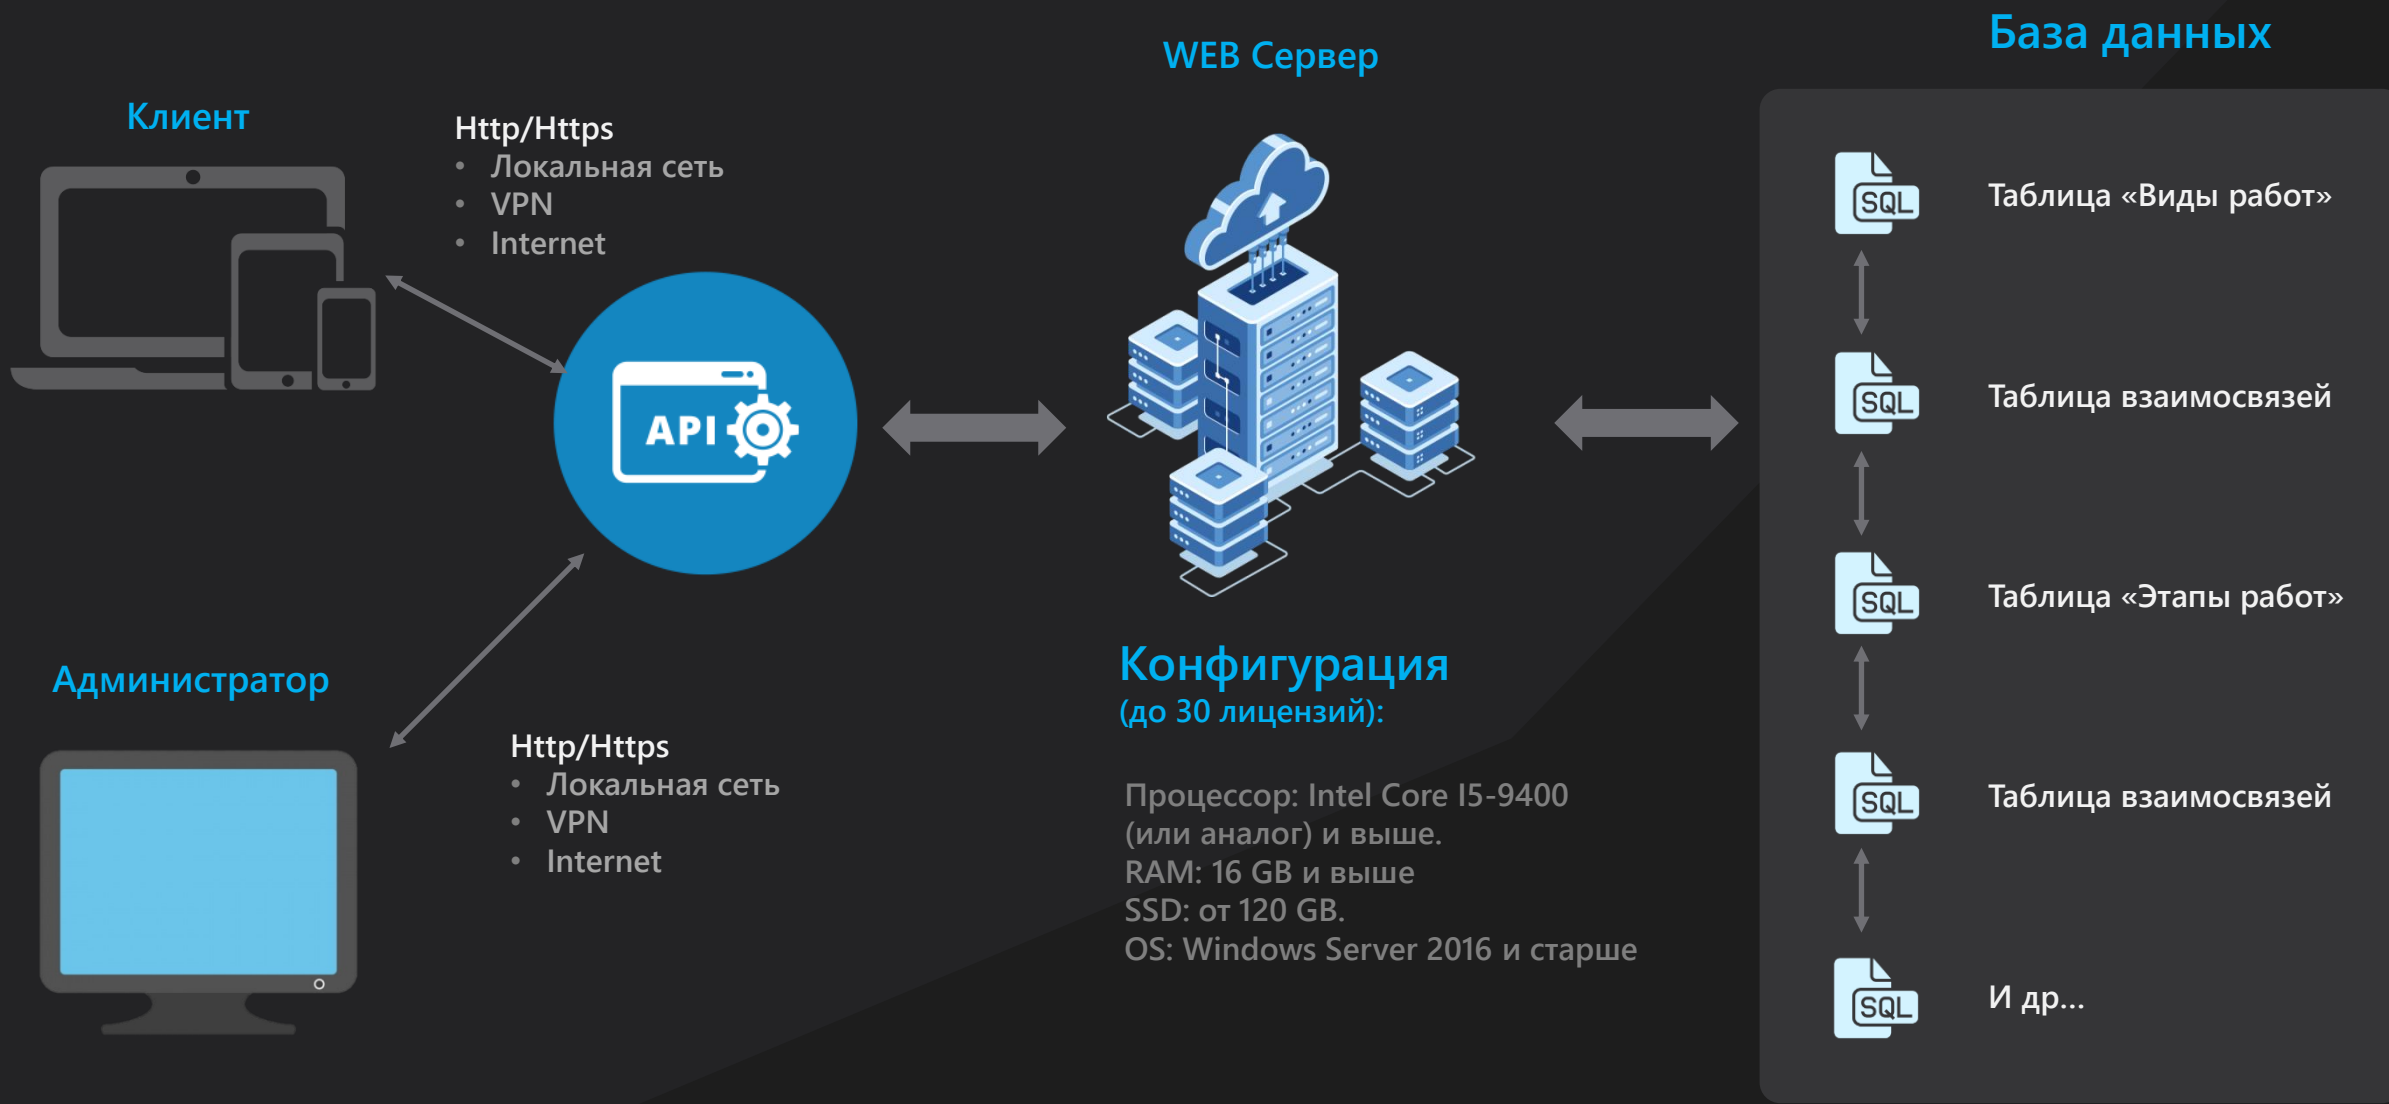 Клиент
Http/Https
• Локальная сеть
• VPN
• Internet
API
Администратор
Http/Https
• Локальная сеть
• VPN
• Internet
WEB Сервер
Конфигурация
(до 30 лицензий):
Процессор: Intel Core I5-9400
(или аналог) и выше.
RAM: 16 GB и выше
SSD: от 120 GB.
OS: Windows Server 2016 и старше
База данных
SQL
Таблица «Виды работ»
SQL
Таблица взаимосвязей
SQL
Таблица «Этапы работ»
SQL
Таблица взаимосвязей
SQL
И др...